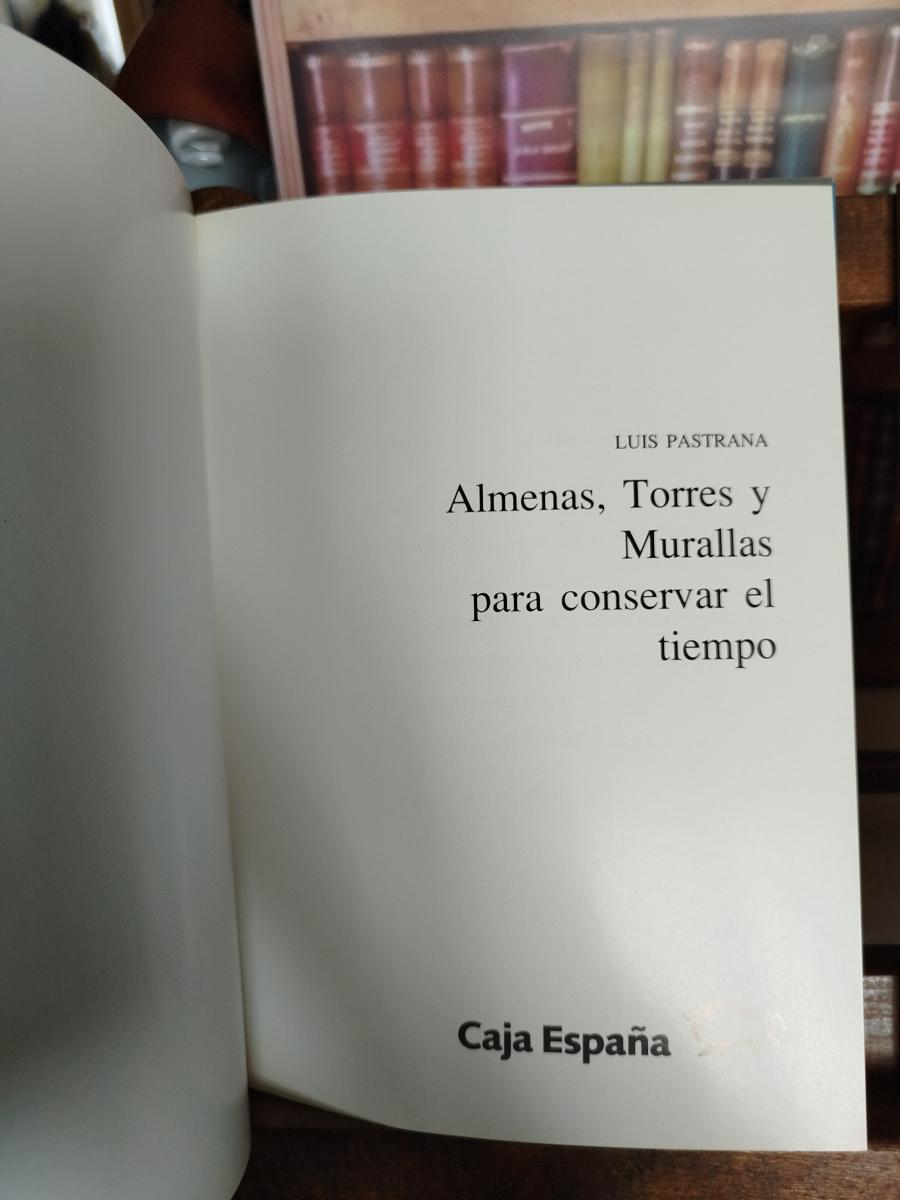 LUIS PASTRANA
Almenas, Torres y
Murallas
para conservar el
tiempo
Caja España